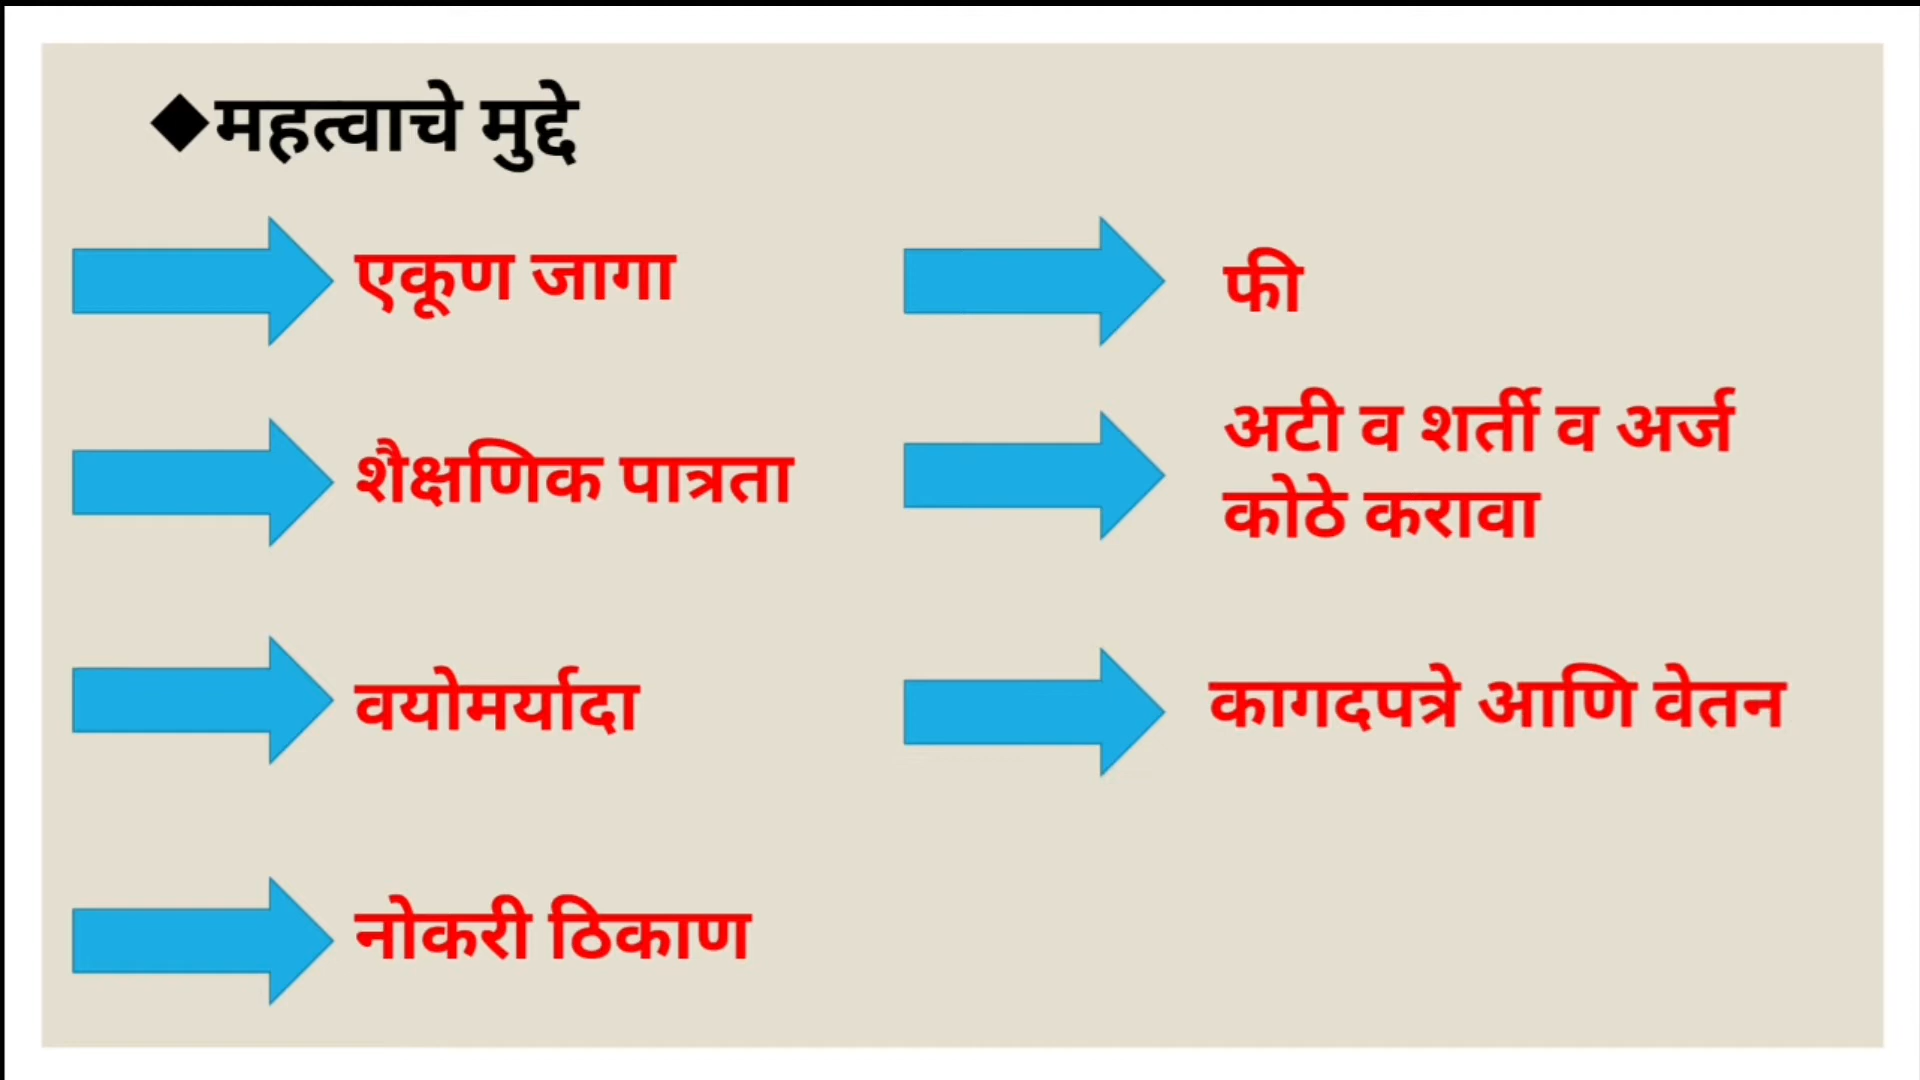 ◆महत्वाचे मुद्दे
एकूण जागा
शैक्षणिक पात्रता
वयोमर्यादा
नोकरी ठिकाण
फी
अटी व शर्ती व अर्ज
कोठे करावा
कागदपत्रे आणि वेतन